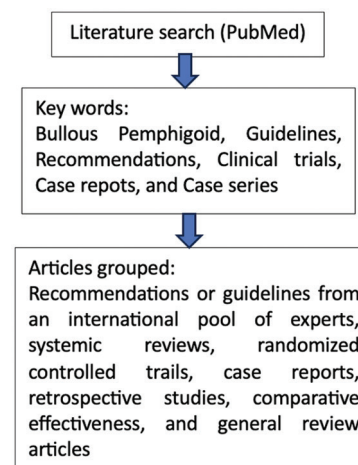 Literature search (PubMed)
Key words:
Bullous Pemphigoid, Guidelines,
Recommendations, Clinical trials,
Case repots, and Case series
Articles grouped:
Recommendations or guidelines from
an international pool of experts,
systemic reviews, randomized
controlled trails, case reports,
retrospective studies, comparative
effectiveness, and general review
articles